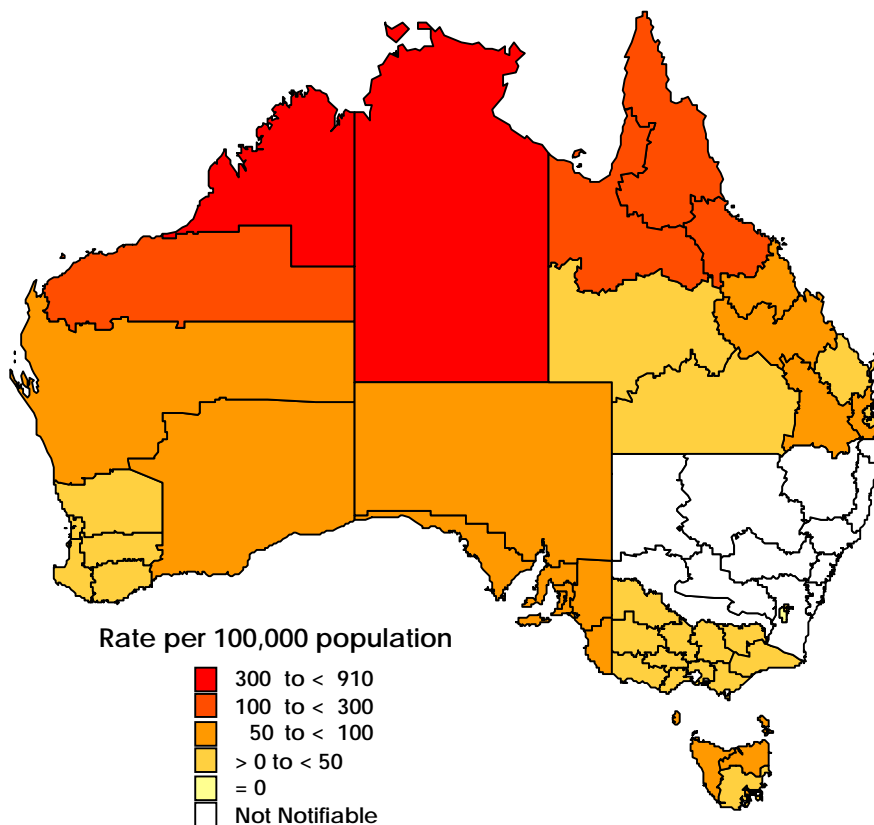 Rate per 100,000 population
300 to < 910
100 to < 300
50 to < 100
> 0 to < 50
= 0
Not Notifiable